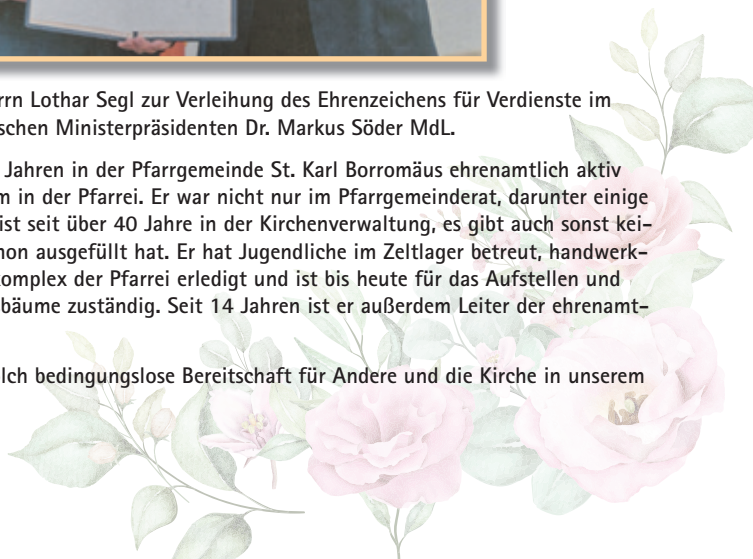 rrn Lothar Segl zur Verleihung des Ehrenzeichens für Verdienste im
schen Ministerpräsidenten Dr. Markus Söder MdL.
Jahren in der Pfarrgemeinde St. Karl Borromäus ehrenamtlich aktiv
m in der Pfarrei. Er war nicht nur im Pfarrgemeinderat, darunter einige
ist seit über 40 Jahre in der Kirchenverwaltung, es gibt auch sonst kei-
hon ausgefüllt hat. Er hat Jugendliche im Zeltlager betreut, handwerk-
komplex der Pfarrei erledigt und ist bis heute für das Aufstellen und
bäume zuständig. Seit 14 Jahren ist er außerdem Leiter der ehrenamt-
lch bedingungslose Bereitschaft für Andere und die Kirche in unserem